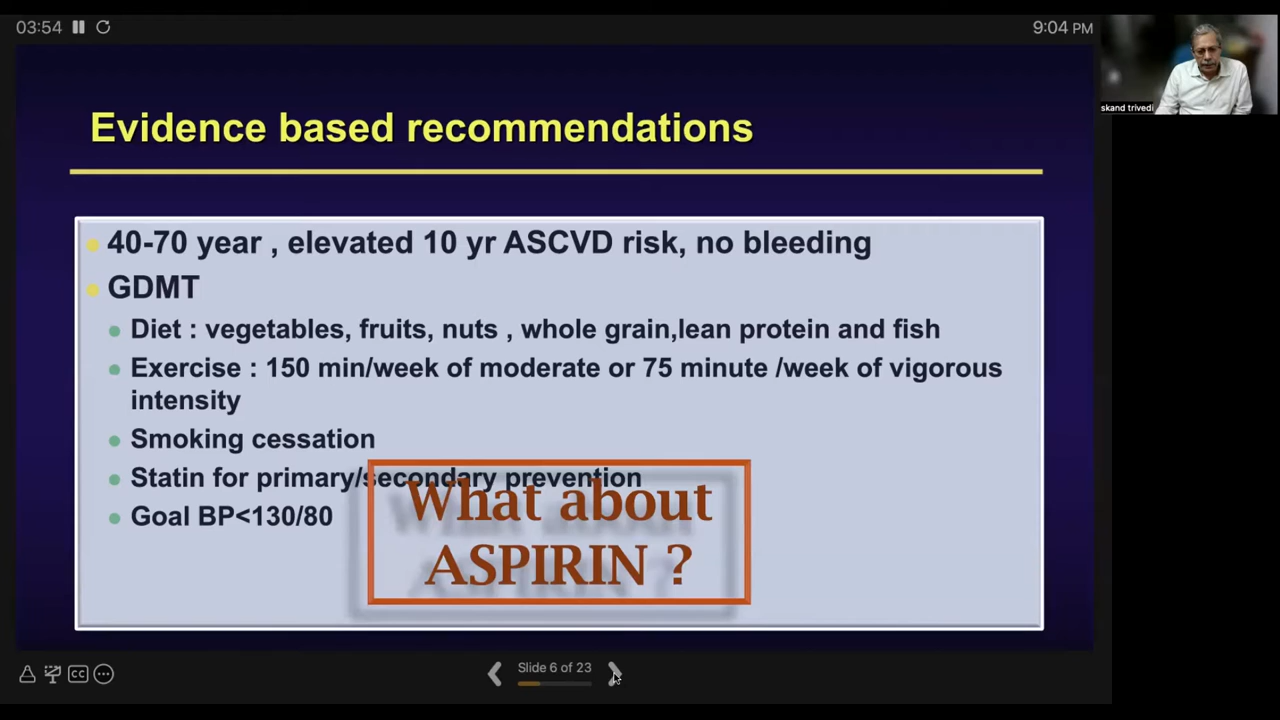 03:54
9:04 PM
skand trivedi
Evidence based recommendations
40-70 year , elevated 10 yr ASCVD risk, no bleeding
GDMT
Diet : vegetables, fruits, nuts , whole grain,lean protein and fish
Exercise : 150 min/week of moderate or 75 minute /week of vigorous
intensity
Smoking cessation
Statin for primary/secondary prevention
Goal BP<130/80
What about
ASPIRIN ?
CC
Slide 6 of 23